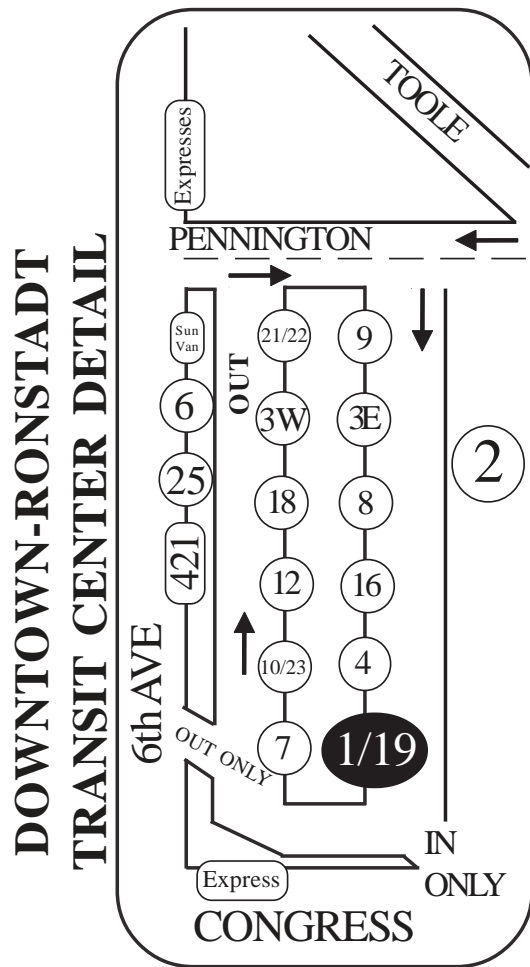 DOWNTOWN-RONSTADT
TRANSIT CENTER DETAIL
TOOLE
Expresses
PENNINGTON
Sun
Van
OUT
21/22
9
6
3W
3E
2
25
18
8
421
12
16
6th AVE
10/23
4
OUT ONLY
7
1/19
IN
ONLY
Express
CONGRESS